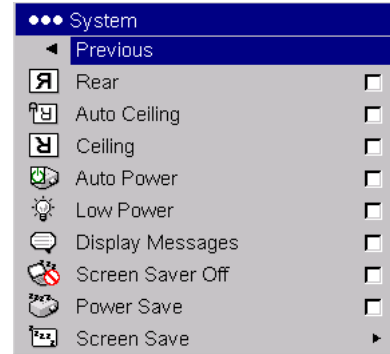 ••• System
Previous
Rear
Auto Ceiling
Ceiling
Auto Power
Low Power
Display Messages
Screen Saver Off
Power Save
Screen Save